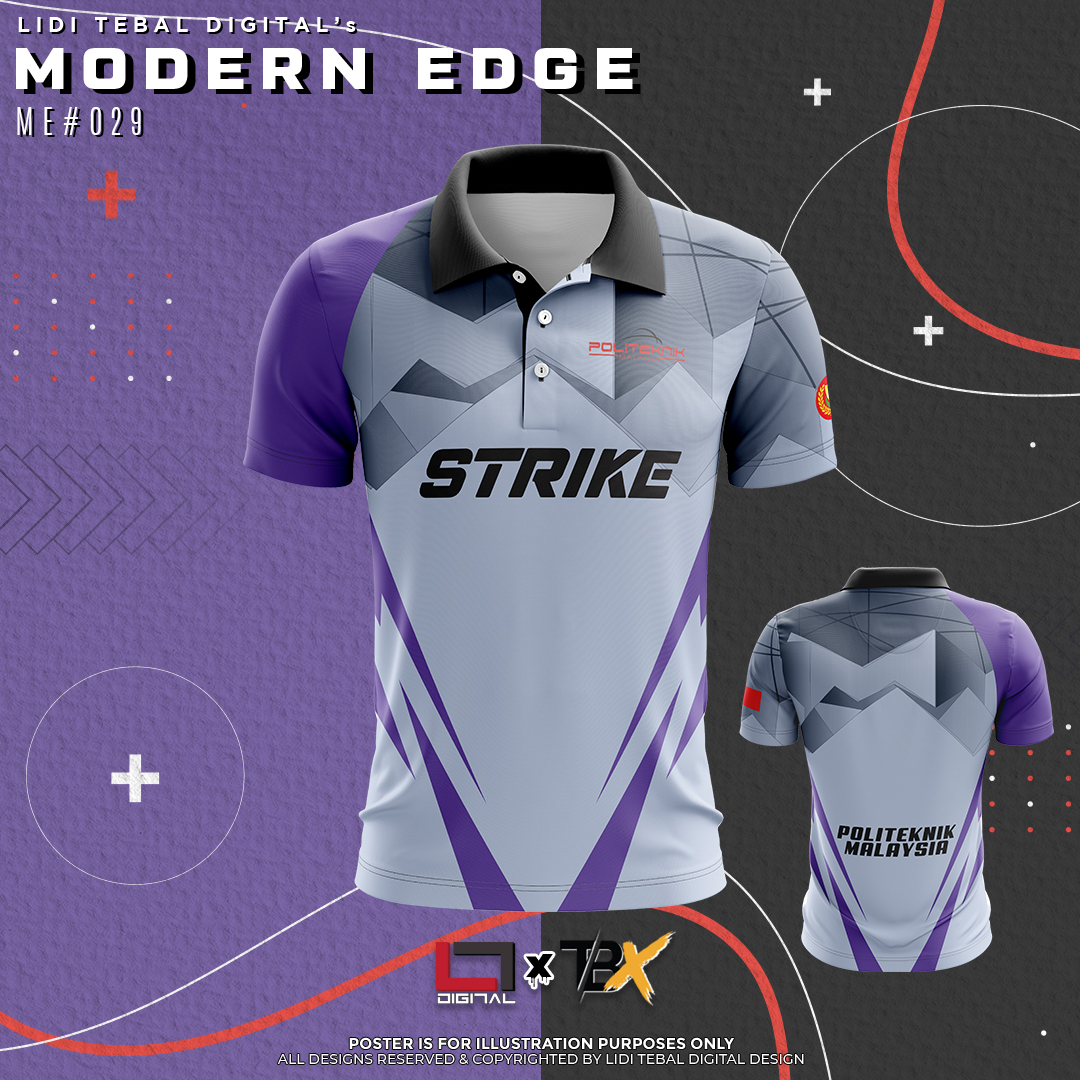 LIDI TEBAL DIGITAL's
MODERN EDGE
ME#029
POLITEKNIK
STRIKE
POLITEKNIK
MALAYSIA
DIGITAL
X
TBX
POSTER IS FOR ILLUSTRATION PURPOSES ONLY
ALL DESIGNS RESERVED & COPYRIGHTED BY LIDI TEBAL DIGITAL DESIGN